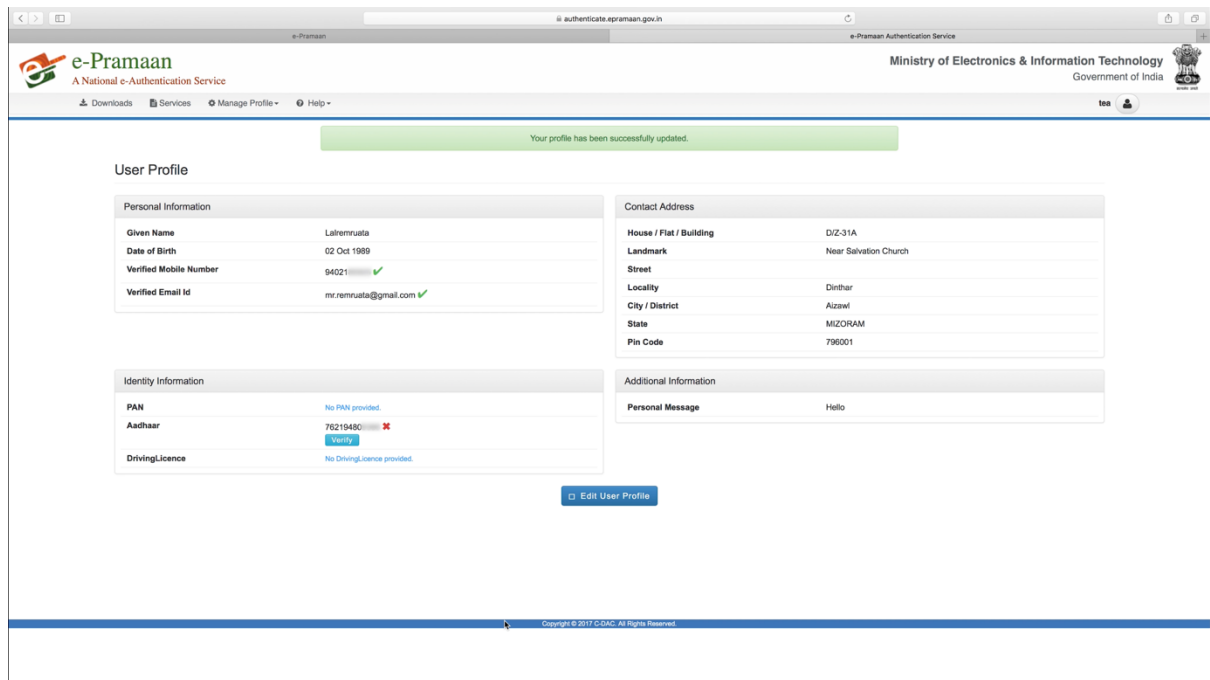 authenticate.epramaan.gov.in
e-Pramaan
e-Pramaan Authentication Service
e-Pramaan
A National e-Authentication Service
Ministry of Electronics & Information Technology
Government of India
Downloads Services Manage Profile Help
tea
Your profile has been successfully updated.
User Profile
Personal Information
Given Name Lalremruata
Date of Birth 02 Oct 1989
Verified Mobile Number 94021
Verified Email Id mr.remruata@gmail.com
Contact Address
House / Flat / Building D/Z-31A
Landmark Near Salvation Church
Street
Locality Dinthar
City / District Aizawl
State MIZORAM
Pin Code 796001
Identity Information
PAN No PAN provided.
Aadhaar 76219480
Verify
DrivingLicence No DrivingLicence provided.
Additional Information
Personal Message Hello
Edit User Profile
Copyright © 2017 C-DAC. All Rights Reserved.